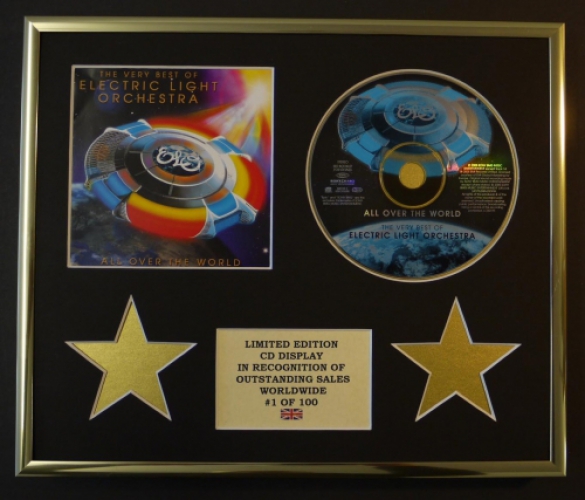 THE VERY BEST OF
ELECTRIC LIGHT
ORCHESTRA
ELO
ALL OVER THE WORLD
ELO
ALL OVER THE WORLD
THE VERY BEST OF
ELECTRIC LIGHT ORCHESTRA
LIMITED EDITION
CD DISPLAY
IN RECOGNITION OF
OUTSTANDING SALES
WORLDWIDE
#1 OF 100